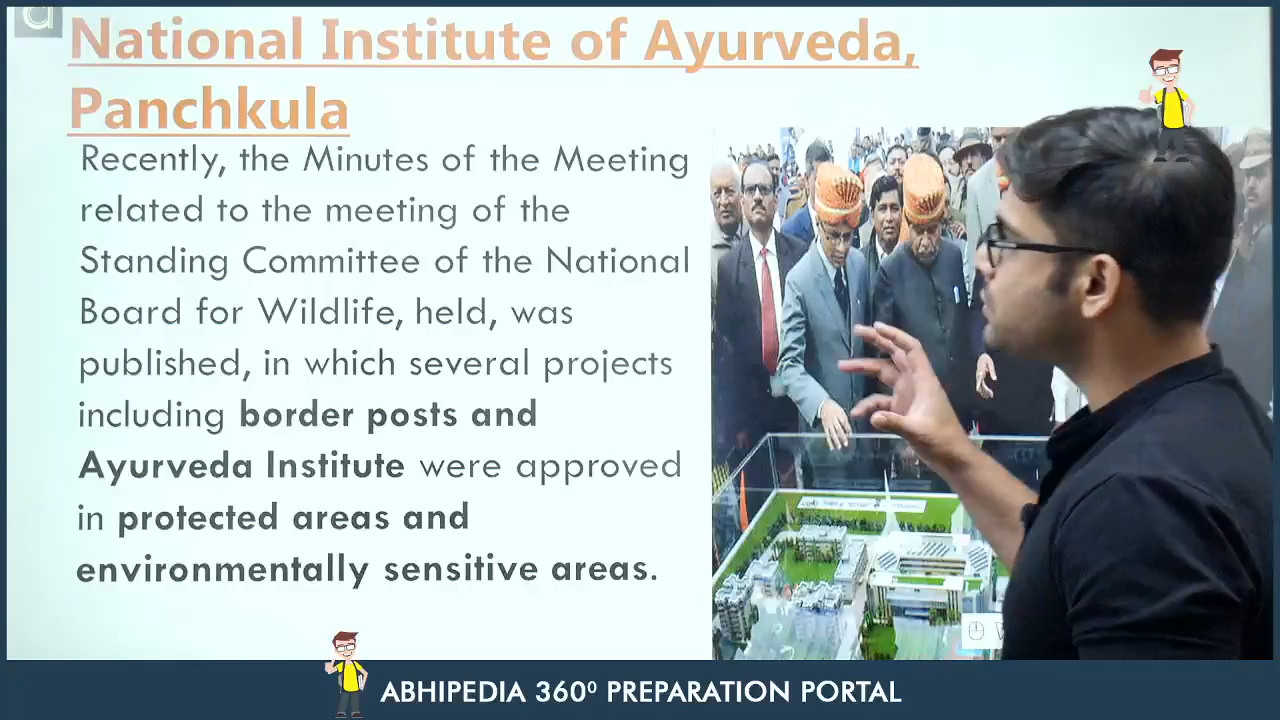 National Institute of Ayurveda,
Panchkula
Recently, the Minutes of the Meeting
related to the meeting of the
Standing Committee of the National
Board for Wildlife, held, was
published, in which several projects
including border posts and
Ayurveda Institute were approved
in protected areas and
environmentally sensitive areas.
ABHIPEDIA 360⁰ PREPARATION PORTAL